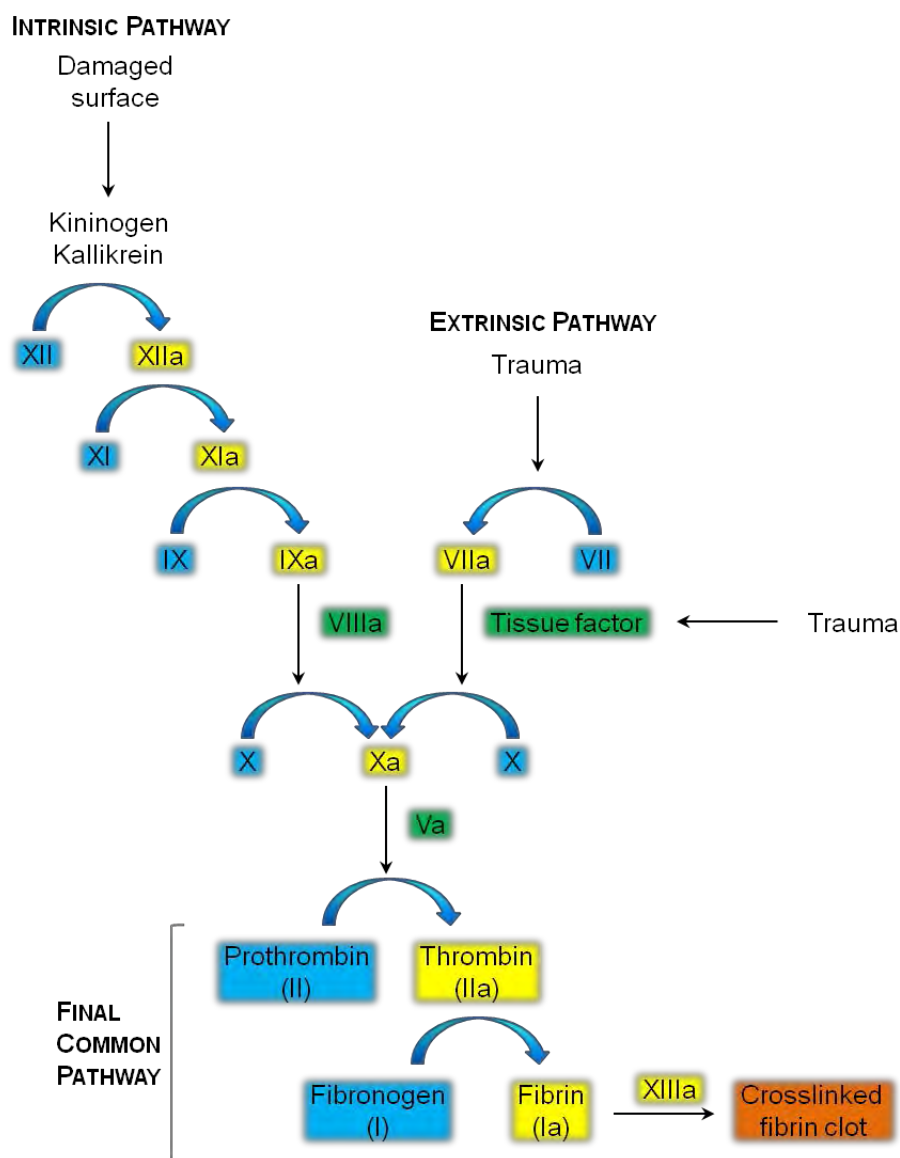 INTRINSIC PATHWAY
Damaged
surface
Kininogen
Kallikrein
XII XIIa
EXTRINSIC PATHWAY
Trauma
XI XIa
IX IXa VIIa VII
VIIIa Tissue factor Trauma
X Xa X
Va
Prothrombin
(II)
Thrombin
(IIa)
FINAL
COMMON
PATHWAY
Fibronogen
(I)
Fibrin
(Ia)
XIIIa
Crosslinked
fibrin clot